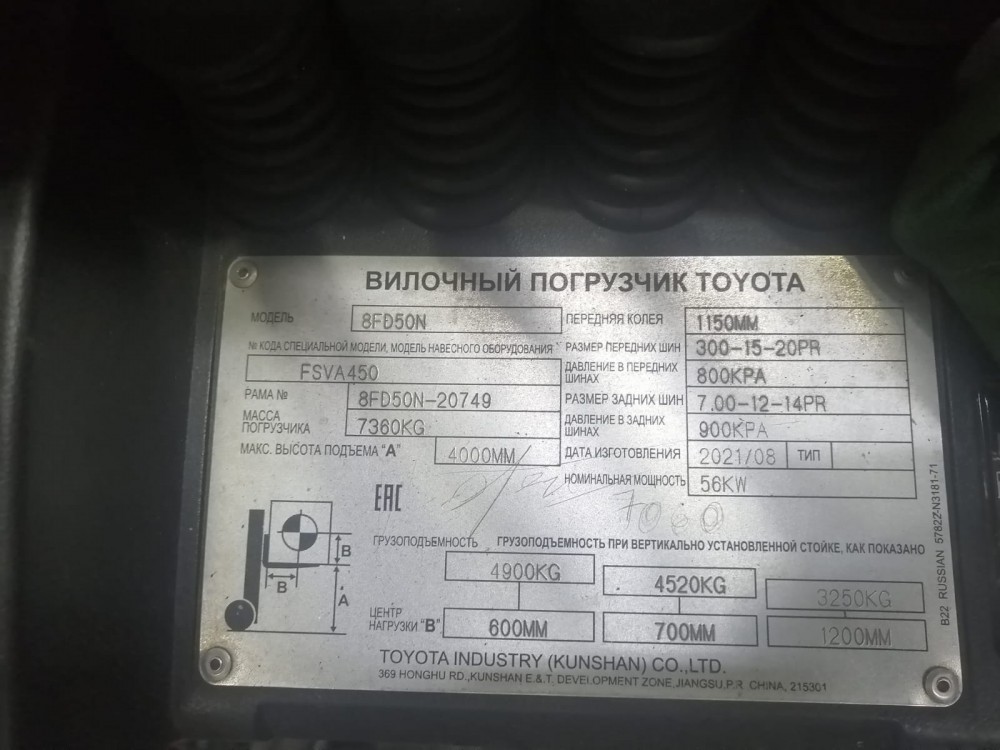 ВИЛОЧНЫЙ ПОГРУЗЧИК TOYOTA
МОДЕЛЬ 8FD50N ПЕРЕДНЯЯ КОЛЕЯ 1150MM
№ КОДА СПЕЦИАЛЬНОЙ МОДЕЛИ, МОДЕЛЬ НАВЕСНОГО ОБОРУДОВАНИЯ РАЗМЕР ПЕРЕДНИХ ШИН 300-15-20PR
FSVA450 ДАВЛЕНИЕ В ПЕРЕДНИХ ШИНАХ 800KPA
РАМА № 8FD50N-20749 РАЗМЕР ЗАДНИХ ШИН 7.00-12-14PR
МАССА ПОГРУЗЧИКА 7360KG ДАВЛЕНИЕ В ЗАДНИХ ШИНАХ 900KPA
МАКС. ВЫСОТА ПОДЪЕМА "A" 4000MM ДАТА ИЗГОТОВЛЕНИЯ 2021/08 ТИП
НОМИНАЛЬНАЯ МОЩНОСТЬ 56KW
EAC
7060
ГРУЗОПОДЪЕМНОСТЬ ГРУЗОПОДЪЕМНОСТЬ ПРИ ВЕРТИКАЛЬНО УСТАНОВЛЕННОЙ СТОЙКЕ, КАК ПОКАЗАНО
B
B
A
4900KG 4520KG 3250KG
ЦЕНТР НАГРУЗКИ "B" 600MM 700MM 1200MM
TOYOTA INDUSTRY (KUNSHAN) CO.,LTD.
369 HONGHU RD.,KUNSHAN E.& T. DEVELOPMENT ZONE,JIANGSU,P.R. CHINA, 215301
B22 RUSSIAN 5782Z-N3181-71